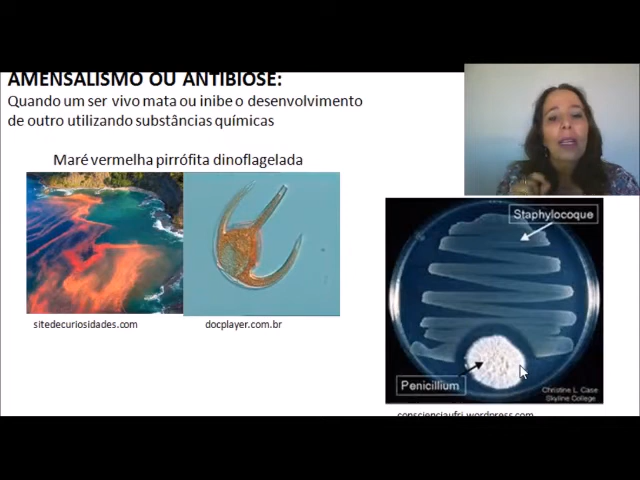 AMENSALISMO OU ANTIBIOSE:
Quando um ser vivo mata ou inibe o desenvolvimento
de outro utilizando substâncias químicas
Maré vermelha pirrófita dinoflagelada
sitedecuriosidades.com
docplayer.com.br
Staphylocoque
Penicillium
Christine L. Case
Skyline College
conscienciaufrj.wordpress.com